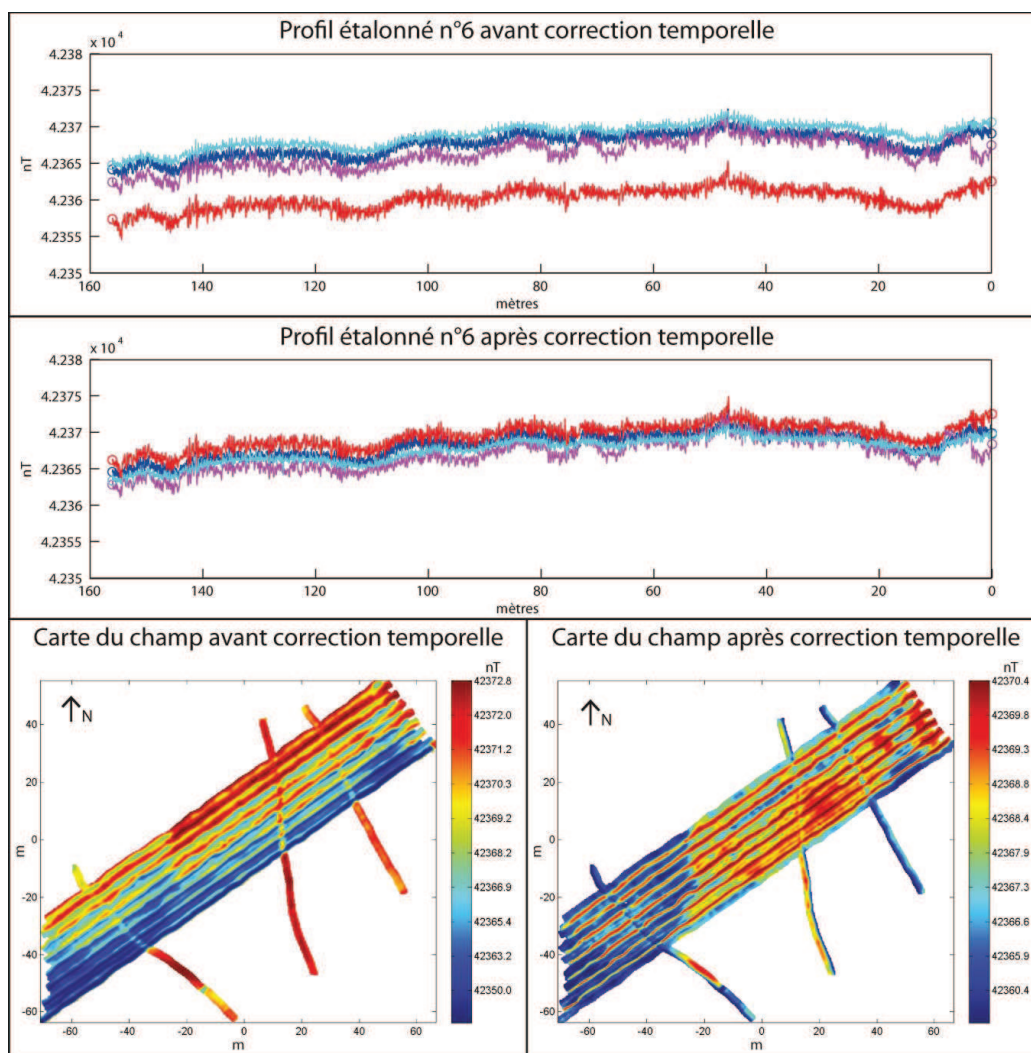 Profil étalonné n°6 avant correction temporelle
x 10⁴
4.238
4.2375
4.237
4.2365
4.236
4.2355
4.235
nT
160 140 120 100 80 60 40 20 0
mètres
Profil étalonné n°6 après correction temporelle
x 10⁴
4.238
4.2375
4.237
4.2365
4.236
4.2355
4.235
nT
160 140 120 100 80 60 40 20 0
mètres
Carte du champ avant correction temporelle
nT
N
40
20
0
-20
-40
-60
m
-60 -40 -20 0 20 40 60
m
42372.8
42372.0
42371.2
42370.3
42369.2
42368.2
42366.9
42365.4
42363.2
42350.0
Carte du champ après correction temporelle
nT
N
40
20
0
-20
-40
-60
m
-60 -40 -20 0 20 40 60
m
42370.4
42369.8
42369.3
42368.9
42368.4
42367.9
42367.3
42366.6
42365.9
42360.4